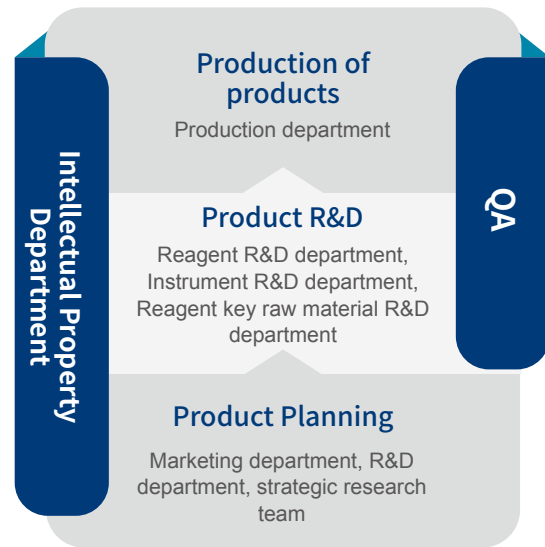 Production of
products
Production department
Intellectual Property
Department
QA
Product R&D
Reagent R&D department,
Instrument R&D department,
Reagent key raw material R&D
department
Product Planning
Marketing department, R&D
department, strategic research
team